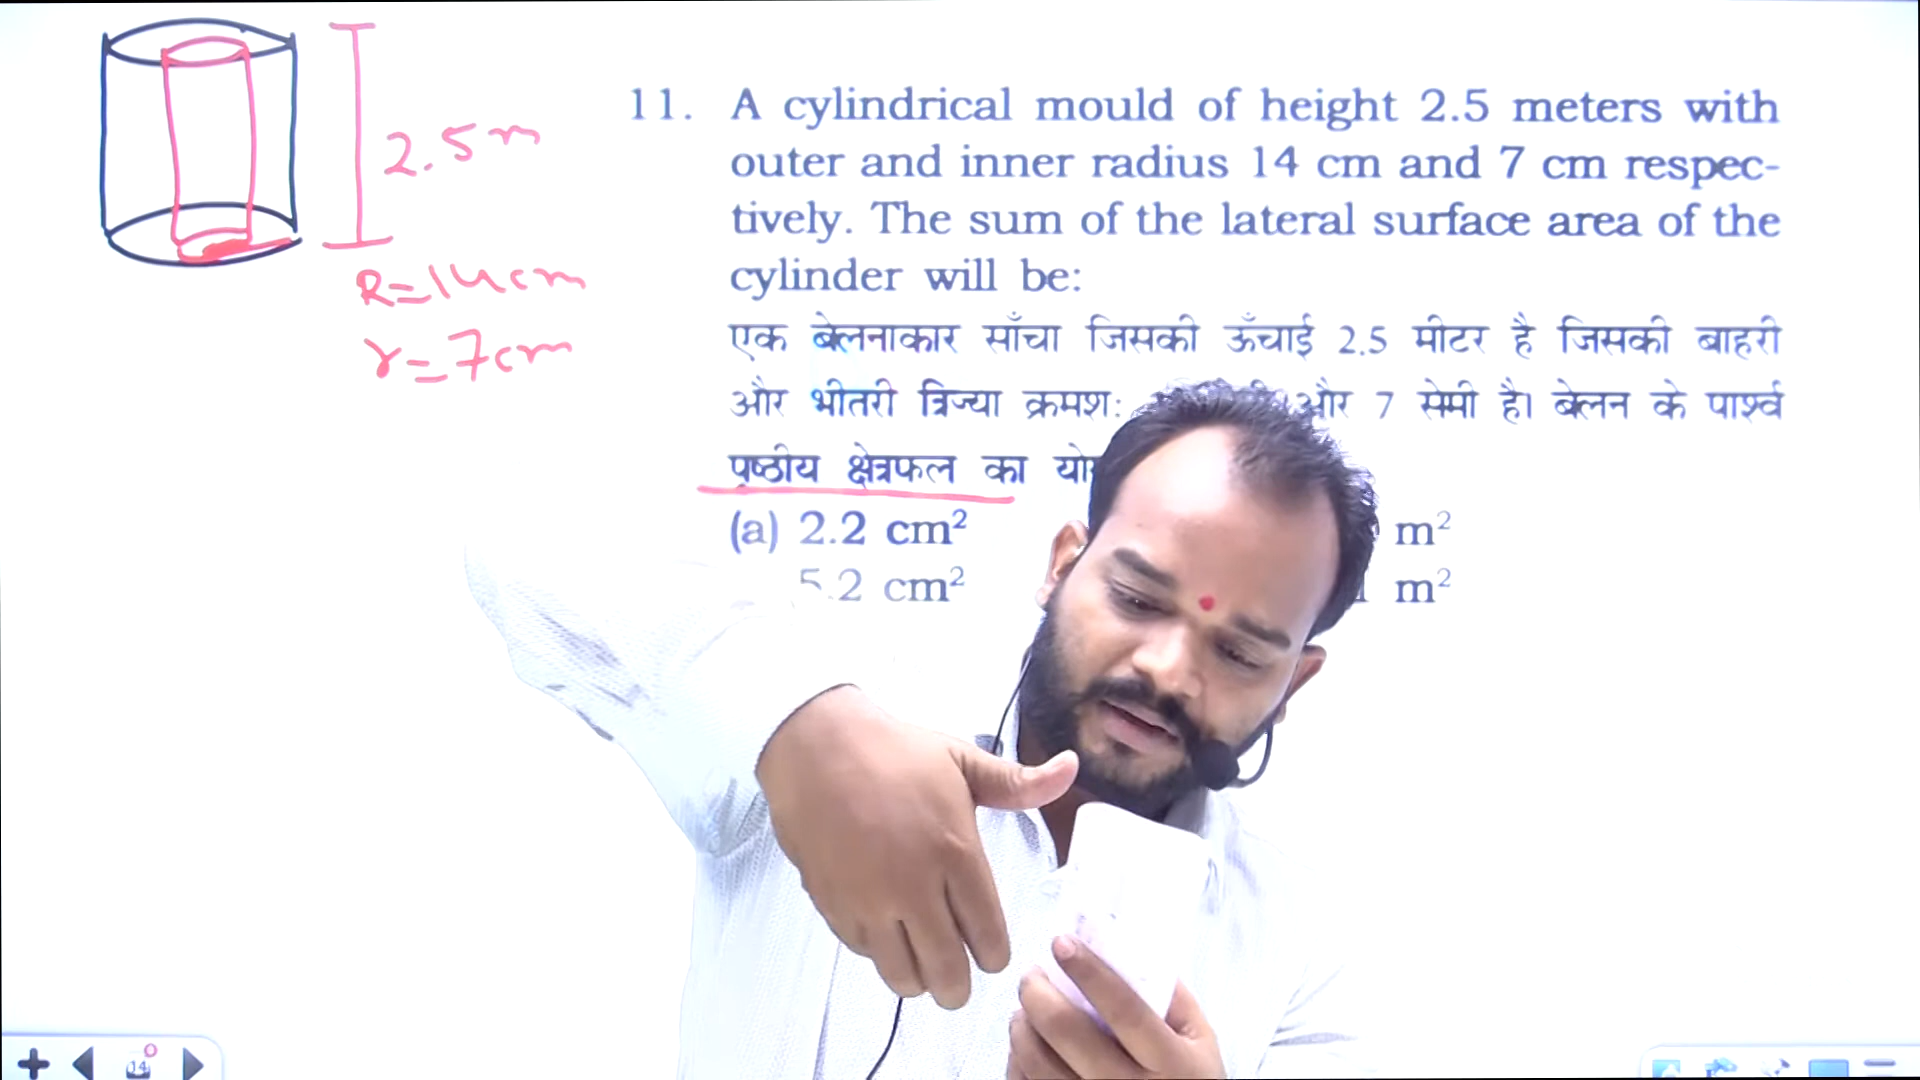 2.5 m
R=14cm
r=7cm
11. A cylindrical mould of height 2.5 meters with
outer and inner radius 14 cm and 7 cm respec-
tively. The sum of the lateral surface area of the
cylinder will be:
एक बेलनाकार साँचा जिसकी ऊँचाई 2.5 मीटर है जिसकी बाहरी
और भीतरी त्रिज्या क्रमशः और 7 सेमी है। बेलन के पार्श्व
पृष्ठीय क्षेत्रफल का
(a) 2.2 cm² m²
5.2 cm² m²
14